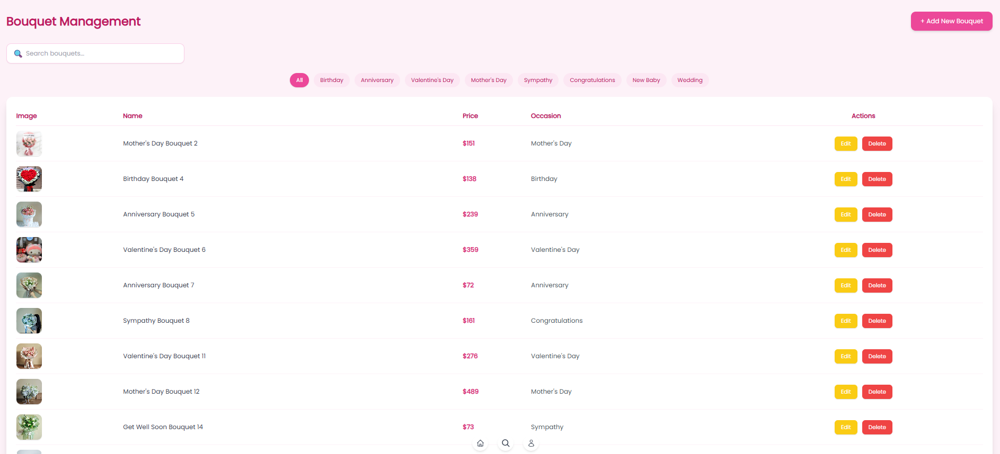 Bouquet Management
+ Add New Bouquet
Search bouquets...
All Birthday Anniversary Valentine's Day Mother's Day Sympathy Congratulations New Baby Wedding
Image Name Price Occasion Actions
Mother's Day Bouquet 2 $151 Mother's Day Edit Delete
Birthday Bouquet 4 $138 Birthday Edit Delete
Anniversary Bouquet 5 $239 Anniversary Edit Delete
Valentine's Day Bouquet 6 $359 Valentine's Day Edit Delete
Anniversary Bouquet 7 $72 Anniversary Edit Delete
Sympathy Bouquet 8 $161 Congratulations Edit Delete
Valentine's Day Bouquet 11 $276 Valentine's Day Edit Delete
Mother's Day Bouquet 12 $489 Mother's Day Edit Delete
Get Well Soon Bouquet 14 $73 Sympathy Edit Delete